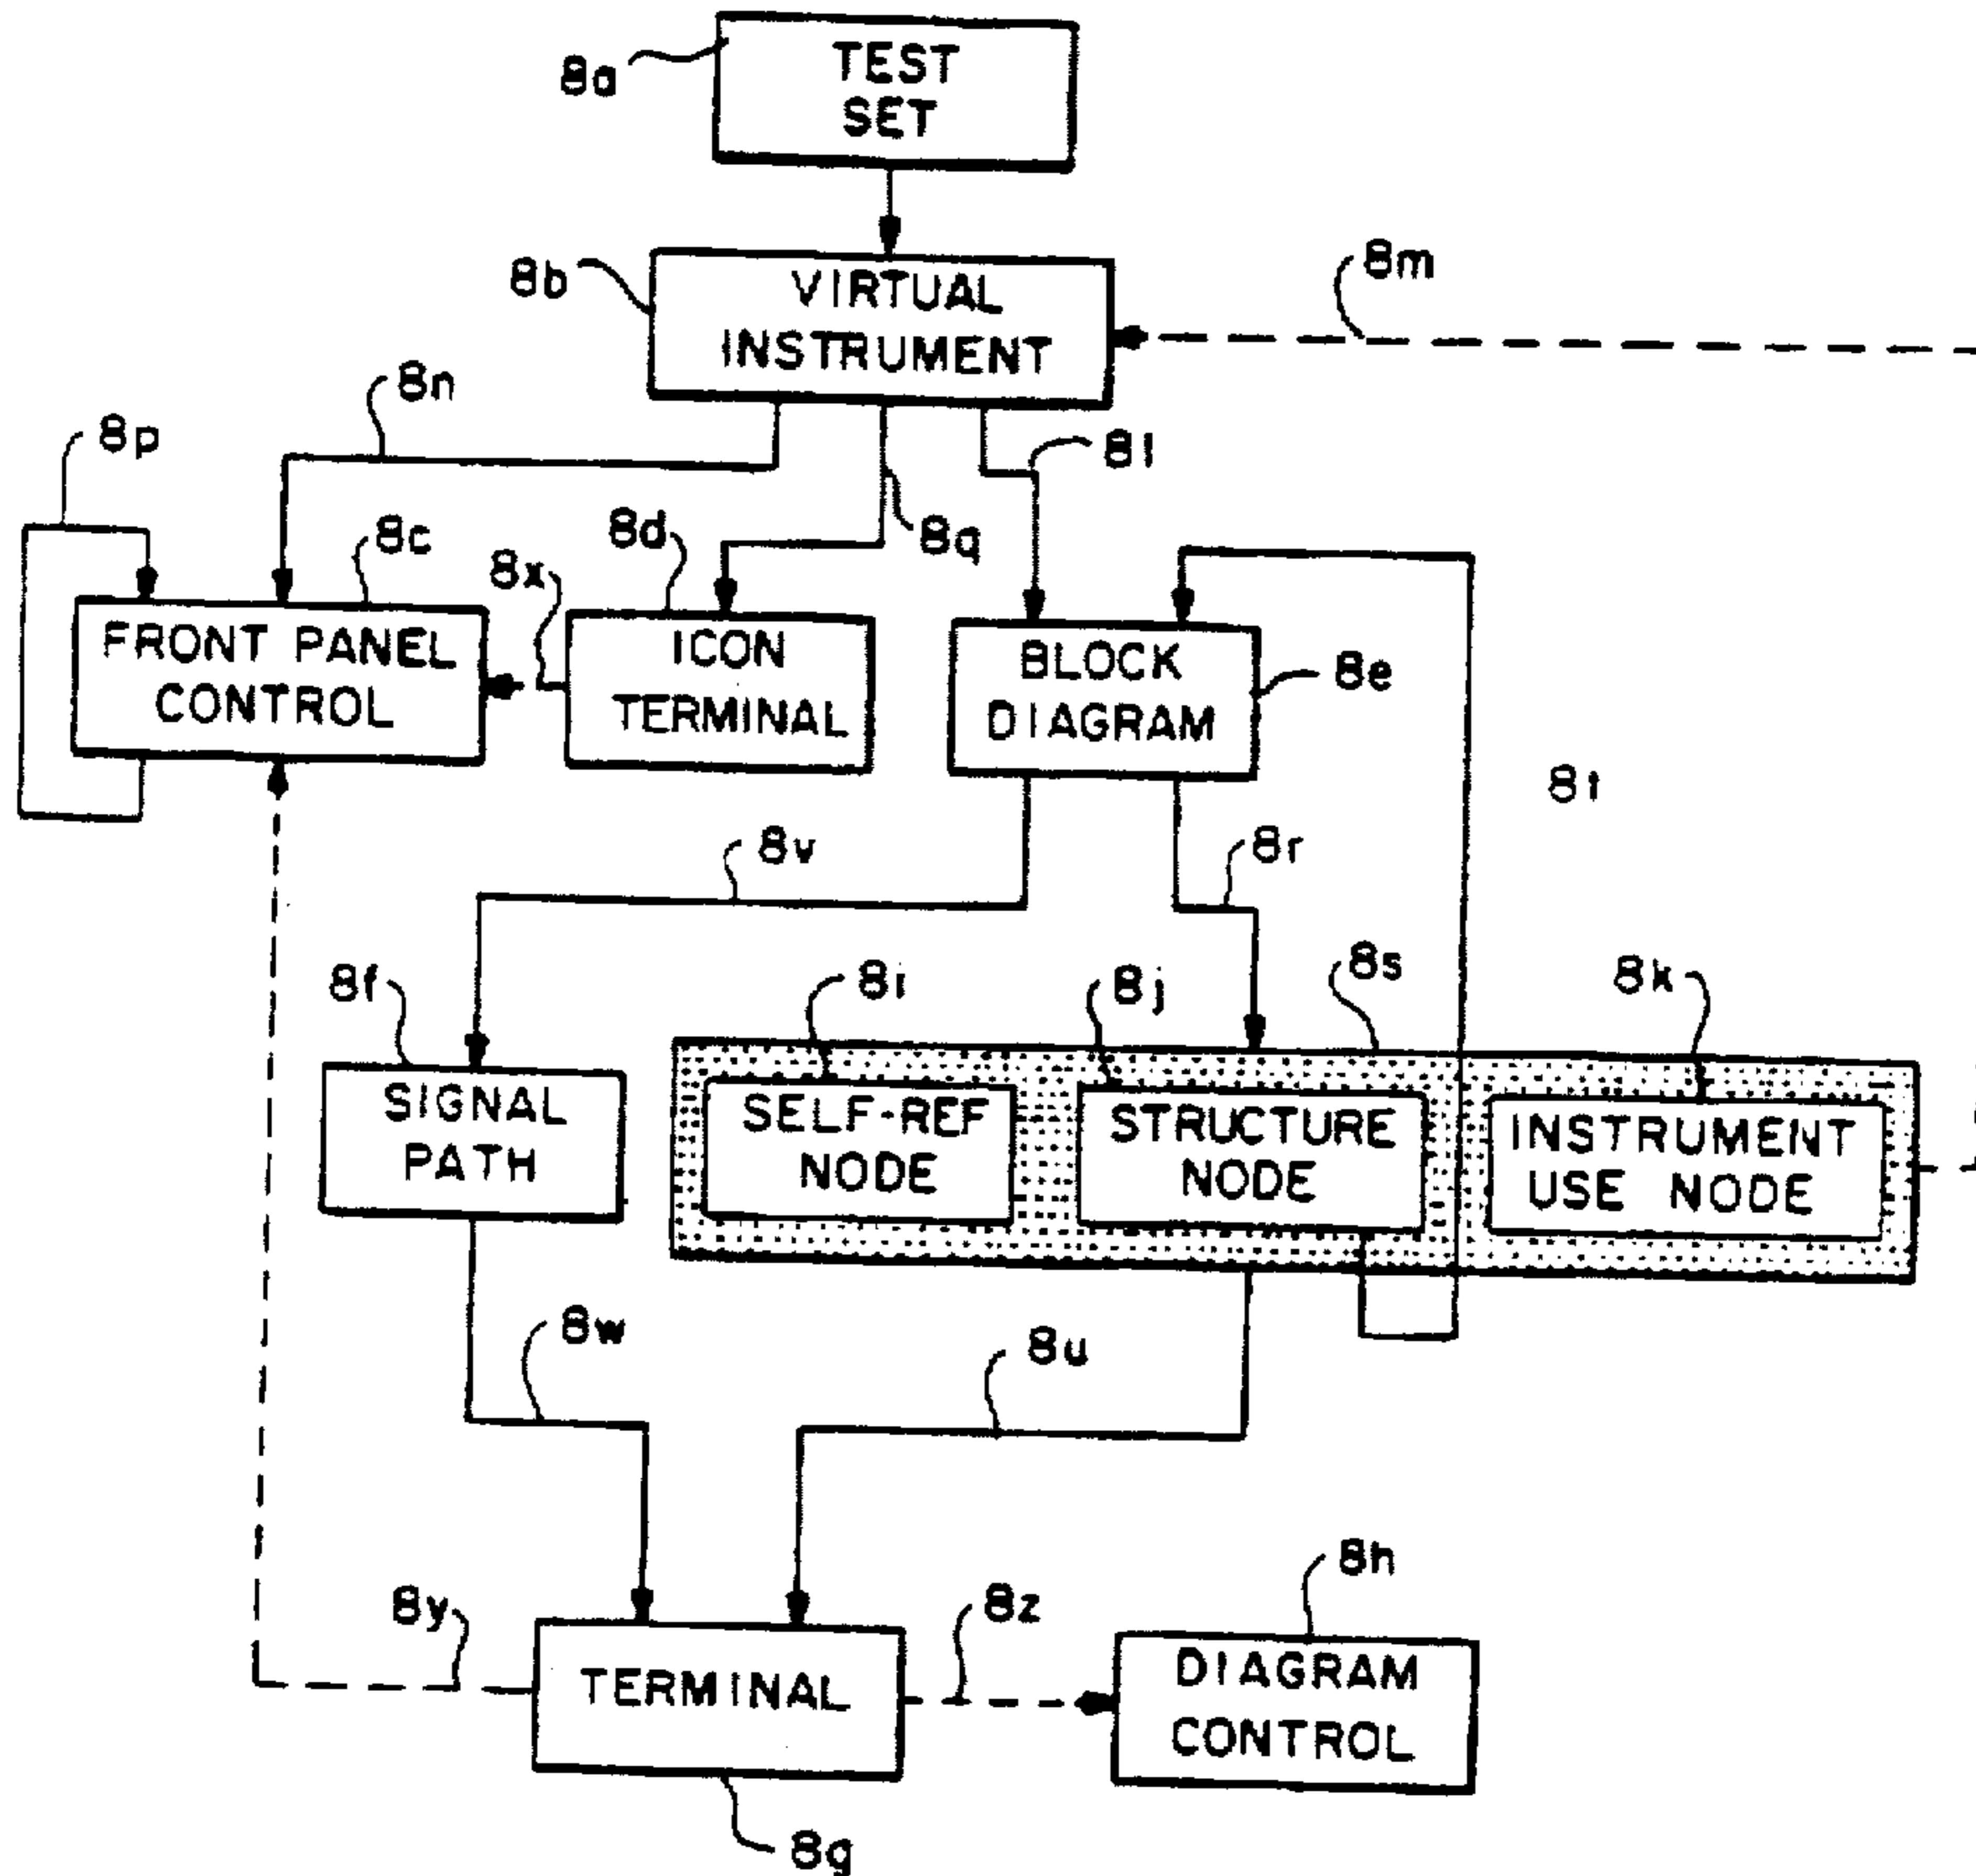 8a
TEST
SET
8b
VIRTUAL
INSTRUMENT
8m
8n
8p
8l
8c
8d
8q
8x
FRONT PANEL
CONTROL
ICON
TERMINAL
BLOCK
DIAGRAM
8e
8t
8v
8r
8f
8i
8j
8s
8k
SIGNAL
PATH
SELF-REF
NODE
STRUCTURE
NODE
INSTRUMENT
USE NODE
8w
8u
8y
8z
8h
TERMINAL
DIAGRAM
CONTROL
8g